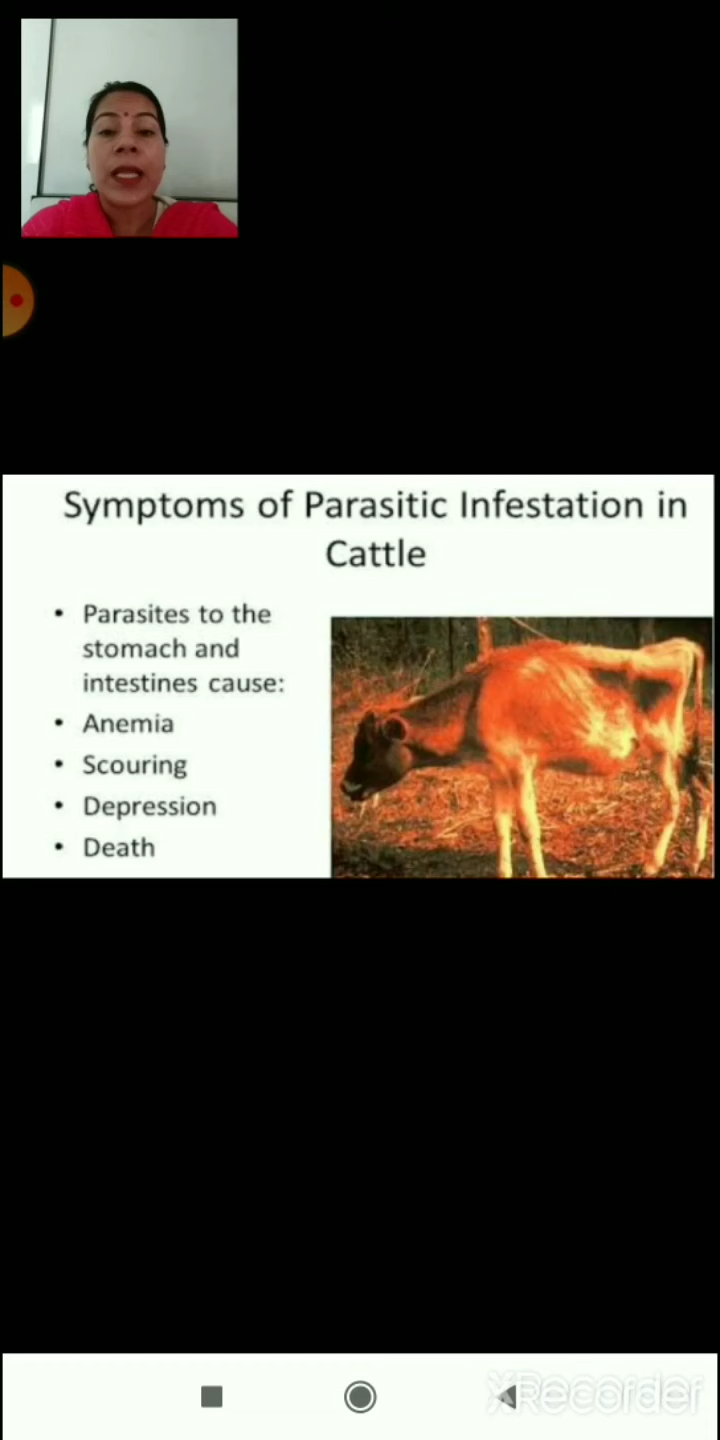 Symptoms of Parasitic Infestation in
Cattle
• Parasites to the
stomach and
intestines cause:
• Anemia
• Scouring
• Depression
• Death
XRecorder